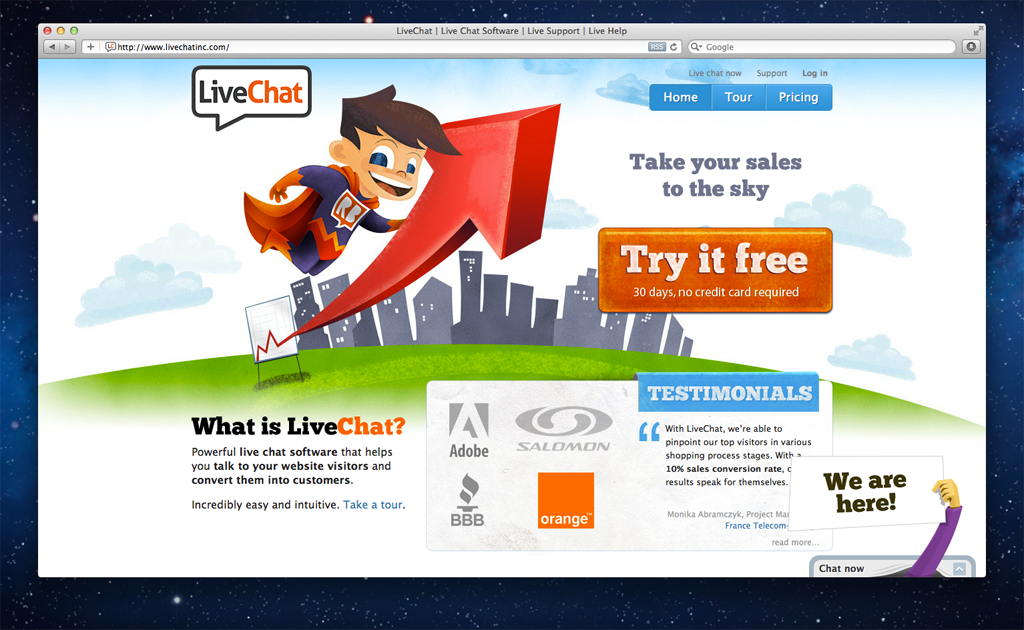 LiveChat | Live Chat Software | Live Support | Live Help
http://www.livechatinc.com/
RSS
Google
LiveChat
Live chat now Support Log in
Home Tour Pricing
RB
Take your sales
to the sky
Try it free
30 days, no credit card required
What is LiveChat?
Powerful live chat software that helps
you talk to your website visitors and
convert them into customers.
Incredibly easy and intuitive. Take a tour.
Adobe
SALOMON
BBB
orange™
TESTIMONIALS
“ With LiveChat, we're able to
pinpoint our top visitors in various
shopping process stages. With a
10% sales conversion rate,
results speak for themselves.
Monika Abramczyk, Project
France Telecom-
read more...
We are
here!
Chat now